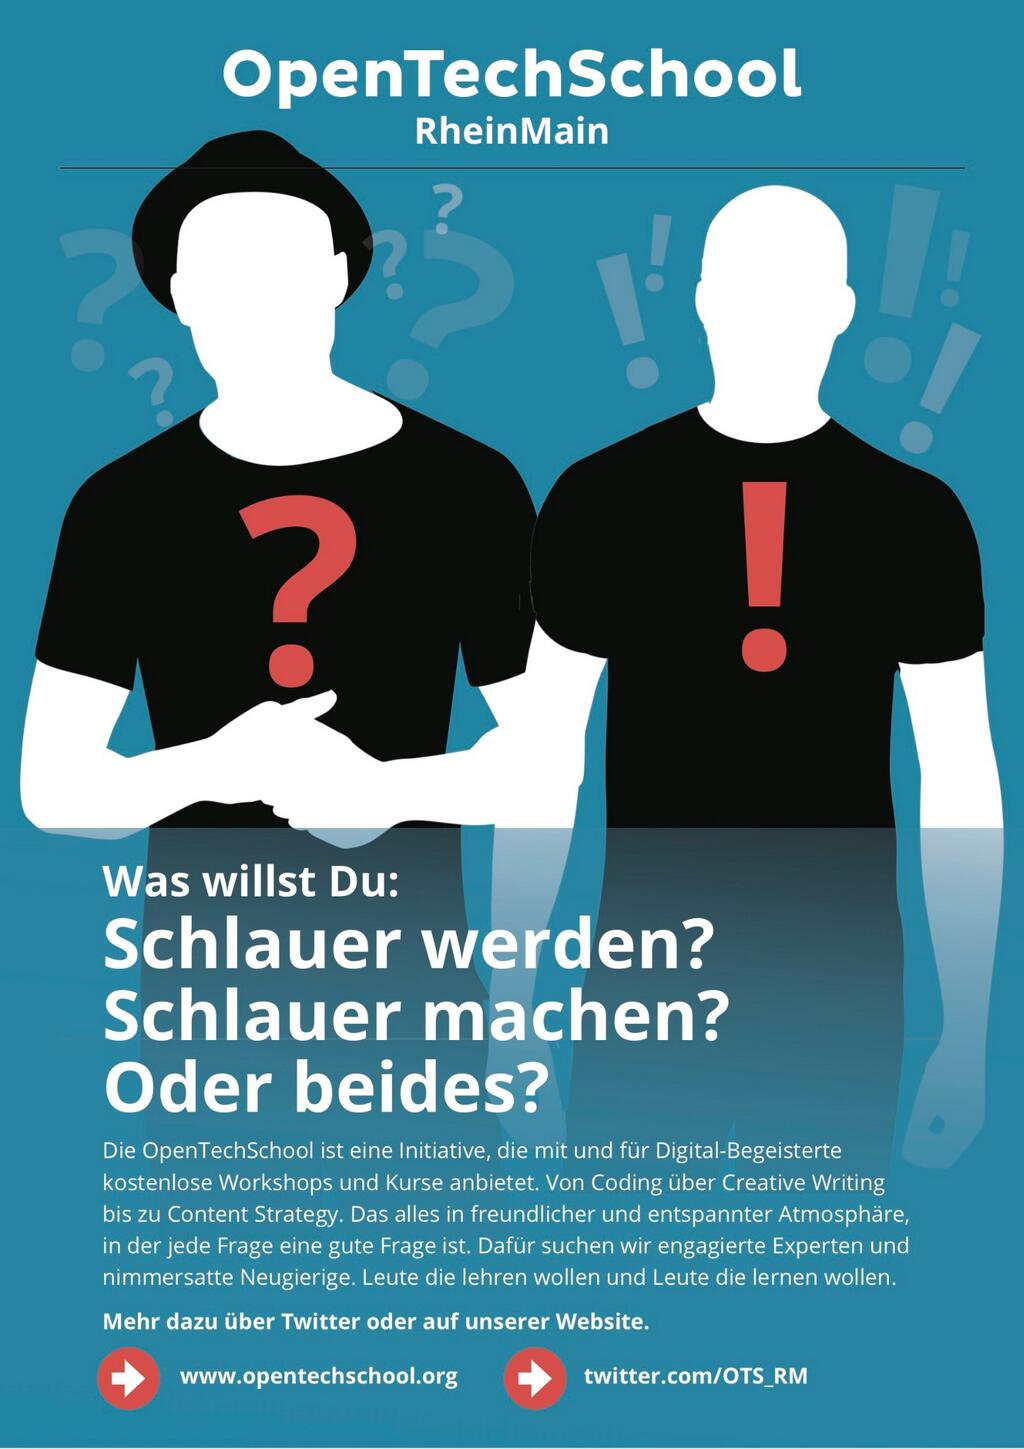 OpenTechSchool
RheinMain
?
?
?
?
?
!
!
!
!
!
?
!
Was willst Du:
Schlauer werden?
Schlauer machen?
Oder beides?
Die OpenTechSchool ist eine Initiative, die mit und für Digital-Begeisterte
kostenlose Workshops und Kurse anbietet. Von Coding über Creative Writing
bis zu Content Strategy. Das alles in freundlicher und entspannter Atmosphäre,
in der jede Frage eine gute Frage ist. Dafür suchen wir engagierte Experten und
nimmersatte Neugierige. Leute die lehren wollen und Leute die lernen wollen.
Mehr dazu über Twitter oder auf unserer Website.
www.opentechschool.org
twitter.com/OTS_RM